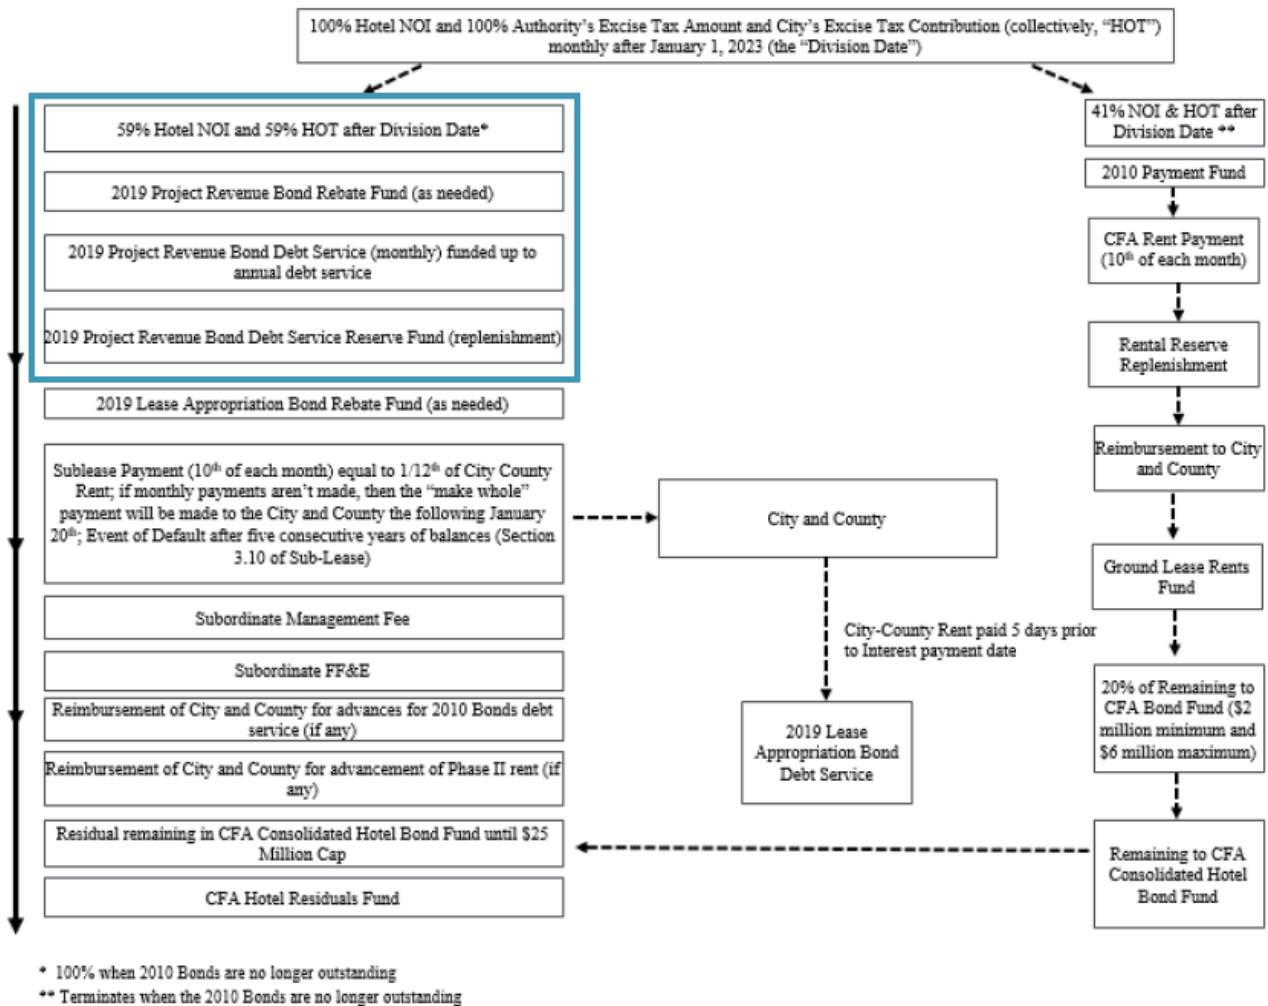 100% Hotel NOI and 100% Authority's Excise Tax Amount and City's Excise Tax Contribution (collectively, "HOT")
monthly after January 1, 2023 (the "Division Date")
59% Hotel NOI and 59% HOT after Division Date*
2019 Project Revenue Bond Rebate Fund (as needed)
2019 Project Revenue Bond Debt Service (monthly) funded up to
annual debt service
2019 Project Revenue Bond Debt Service Reserve Fund (replenishment)
2019 Lease Appropriation Bond Rebate Fund (as needed)
Sublease Payment (10th of each month) equal to 1/12th of City County
Rent; if monthly payments aren't made, then the "make whole"
payment will be made to the City and County the following January
20th; Event of Default after five consecutive years of balances (Section
3.10 of Sub-Lease)
Subordinate Management Fee
Subordinate FF&E
Reimbursement of City and County for advances for 2010 Bonds debt
service (if any)
Reimbursement of City and County for advancement of Phase II rent (if
any)
Residual remaining in CFA Consolidated Hotel Bond Fund until $25
Million Cap
CFA Hotel Residuals Fund
City and County
City-County Rent paid 5 days prior
to Interest payment date
2019 Lease
Appropriation Bond
Debt Service
41% NOI & HOT after
Division Date **
2010 Payment Fund
CFA Rent Payment
(10th of each month)
Rental Reserve
Replenishment
Reimbursement to City
and County
Ground Lease Rents
Fund
20% of Remaining to
CFA Bond Fund ($2
million minimum and
$6 million maximum)
Remaining to CFA
Consolidated Hotel
Bond Fund
* 100% when 2010 Bonds are no longer outstanding
** Terminates when the 2010 Bonds are no longer outstanding